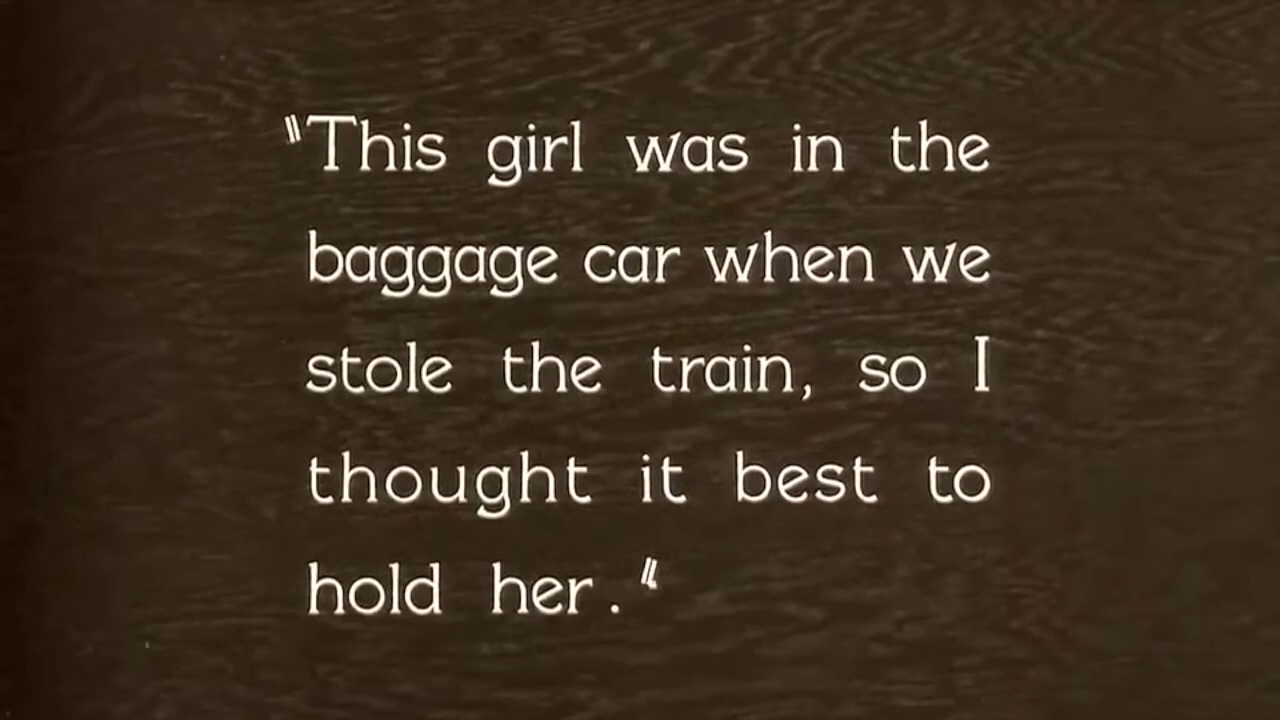 "This girl was in the
baggage car when we
stole the train, so I
thought it best to
hold her."